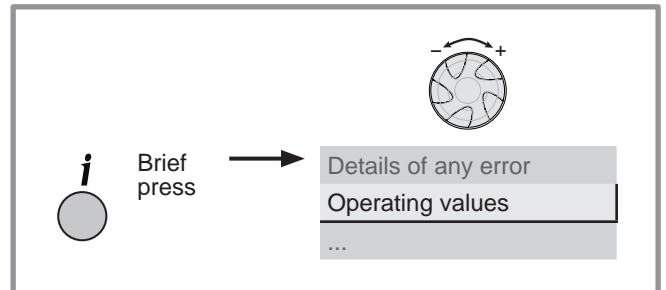 – +
i
Brief
press
Details of any error
Operating values
...